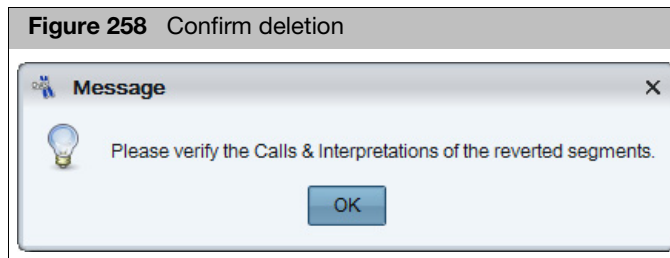 Figure 258 Confirm deletion
Message
Please verify the Calls & Interpretations of the reverted segments.
OK